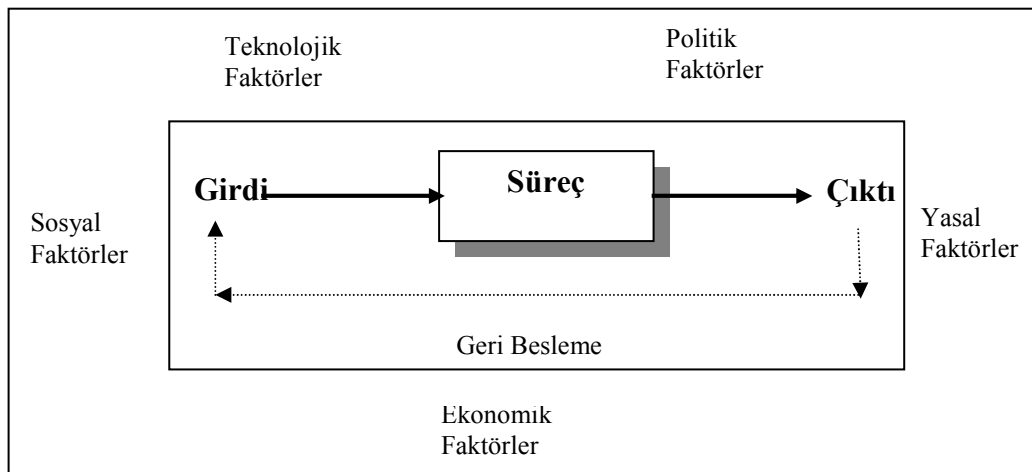 Teknolojik
Faktörler
Politik
Faktörler
Girdi
Süreç
Çıktı
Sosyal
Faktörler
Yasal
Faktörler
Geri Besleme
Ekonomik
Faktörler